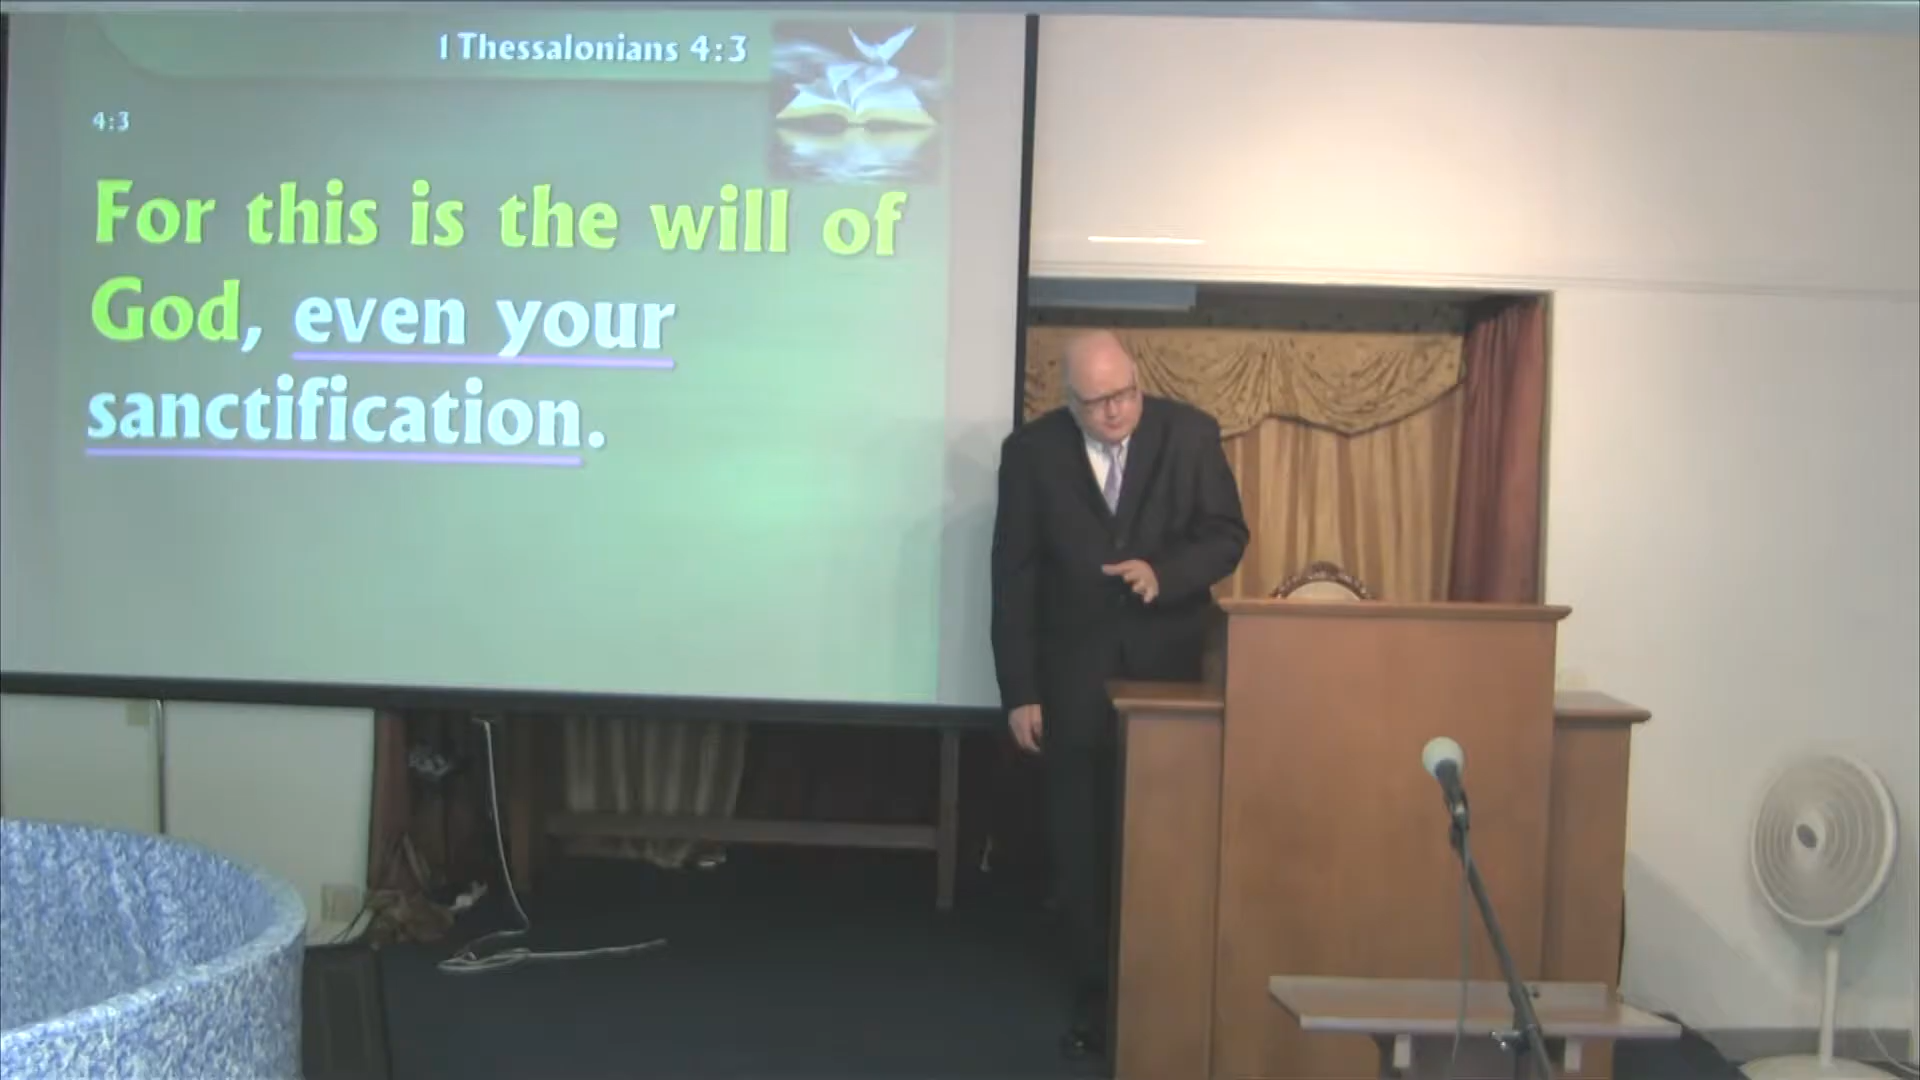 1 Thessalonians 4:3
4:3
For this is the will of
God, even your
sanctification.